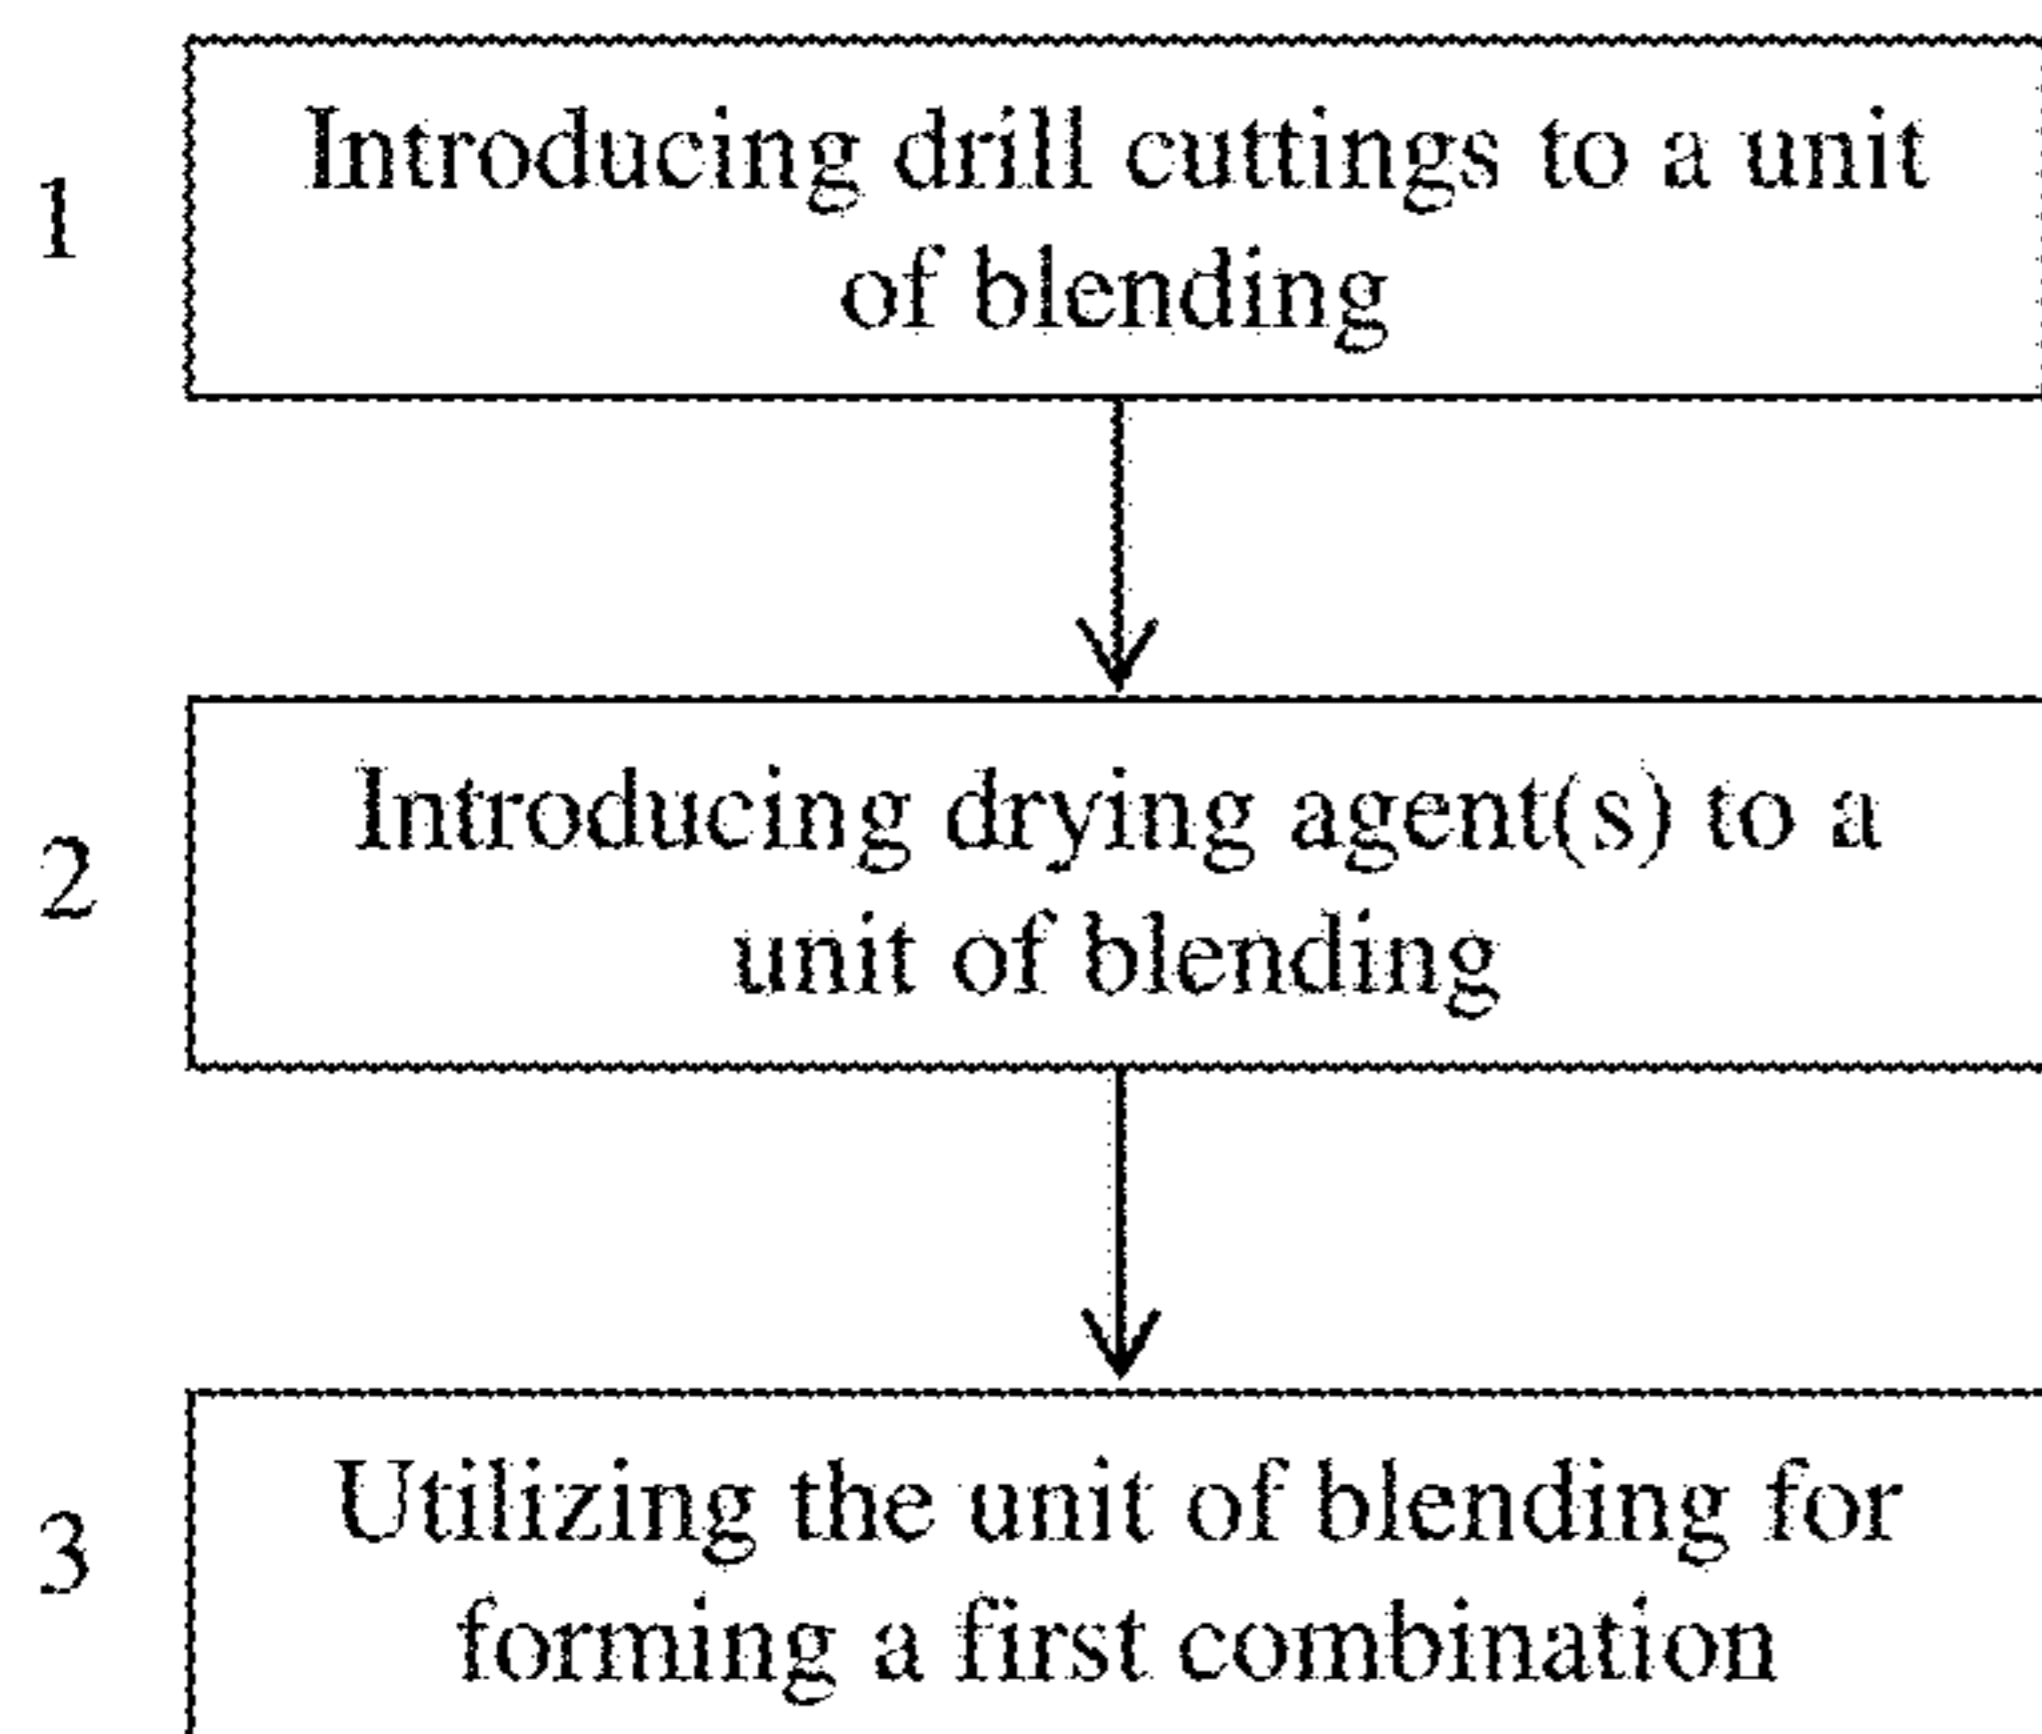 1
Introducing drill cuttings to a unit
of blending
2
Introducing drying agent(s) to a
unit of blending
3
Utilizing the unit of blending for
forming a first combination